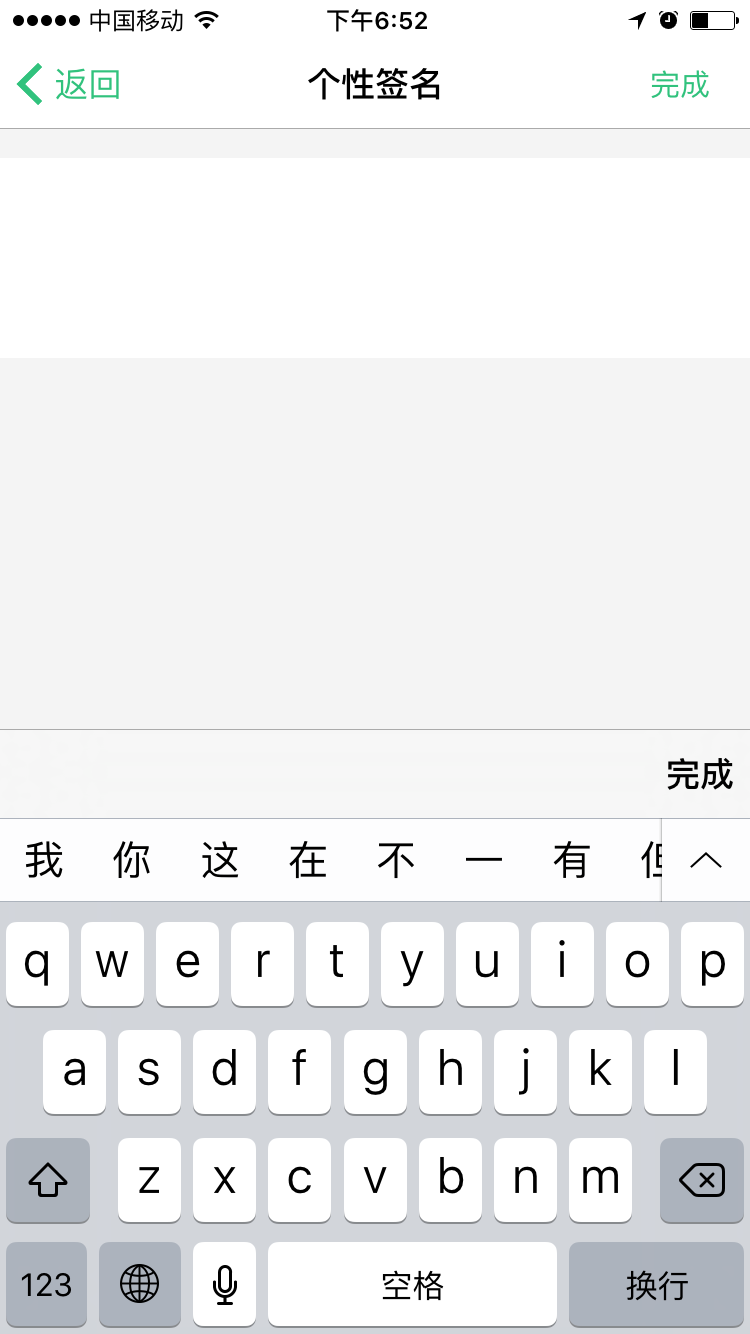 中国移动 下午6:52
返回 个性签名 完成
完成
我 你 这 在 不 一 有
q w e r t y u i o p
a s d f g h j k l
z x c v b n m
123 空格 换行